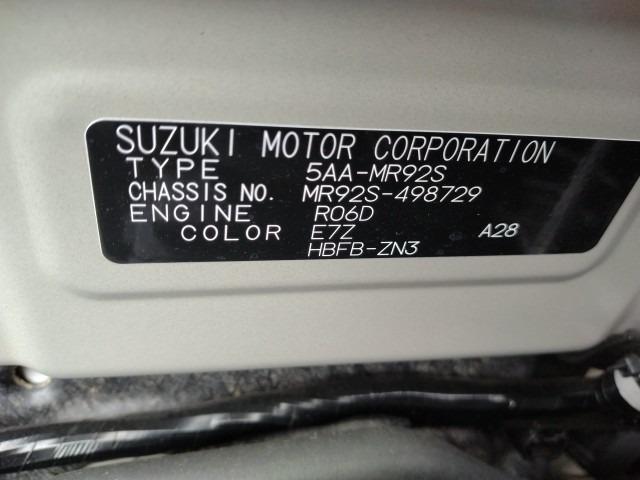 SUZUKI MOTOR CORPORATION
TYPE 5AA-MR92S
CHASSIS NO. MR92S-498729
ENGINE R06D
COLOR E7Z A28
HBFB-ZN3